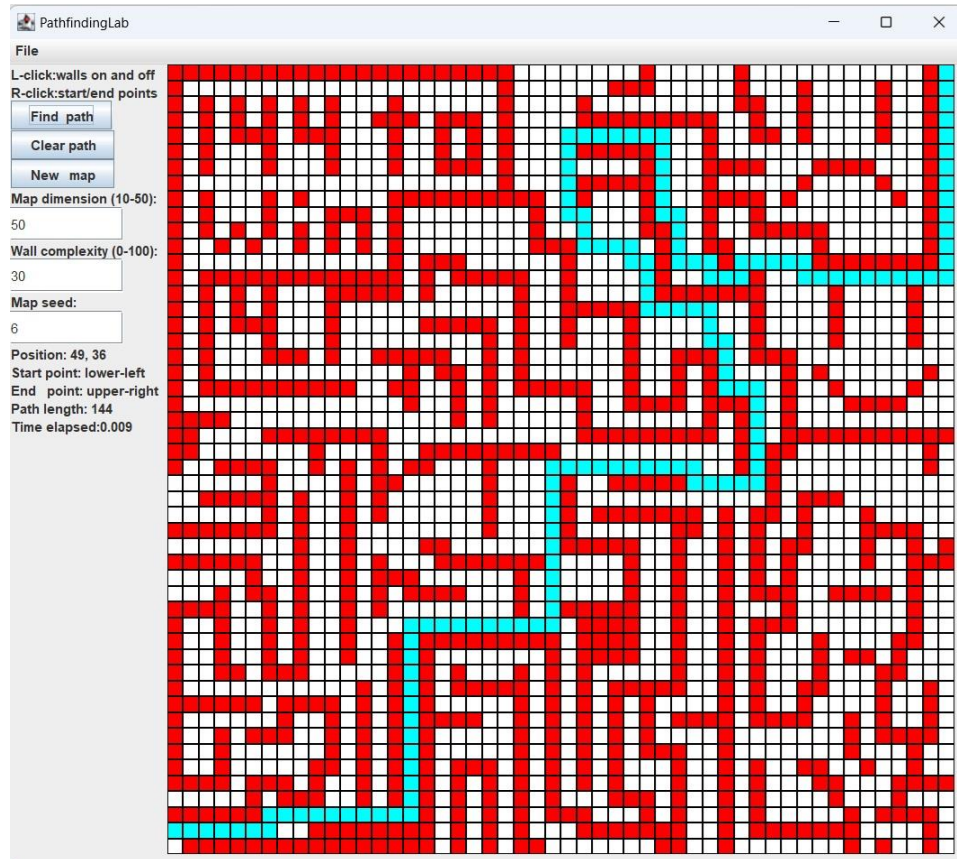 PathfindingLab
File
L-click:walls on and off
R-click:start/end points
Find path
Clear path
New map
Map dimension (10-50):
50
Wall complexity (0-100):
30
Map seed:
6
Position: 49, 36
Start point: lower-left
End point: upper-right
Path length: 144
Time elapsed:0.009